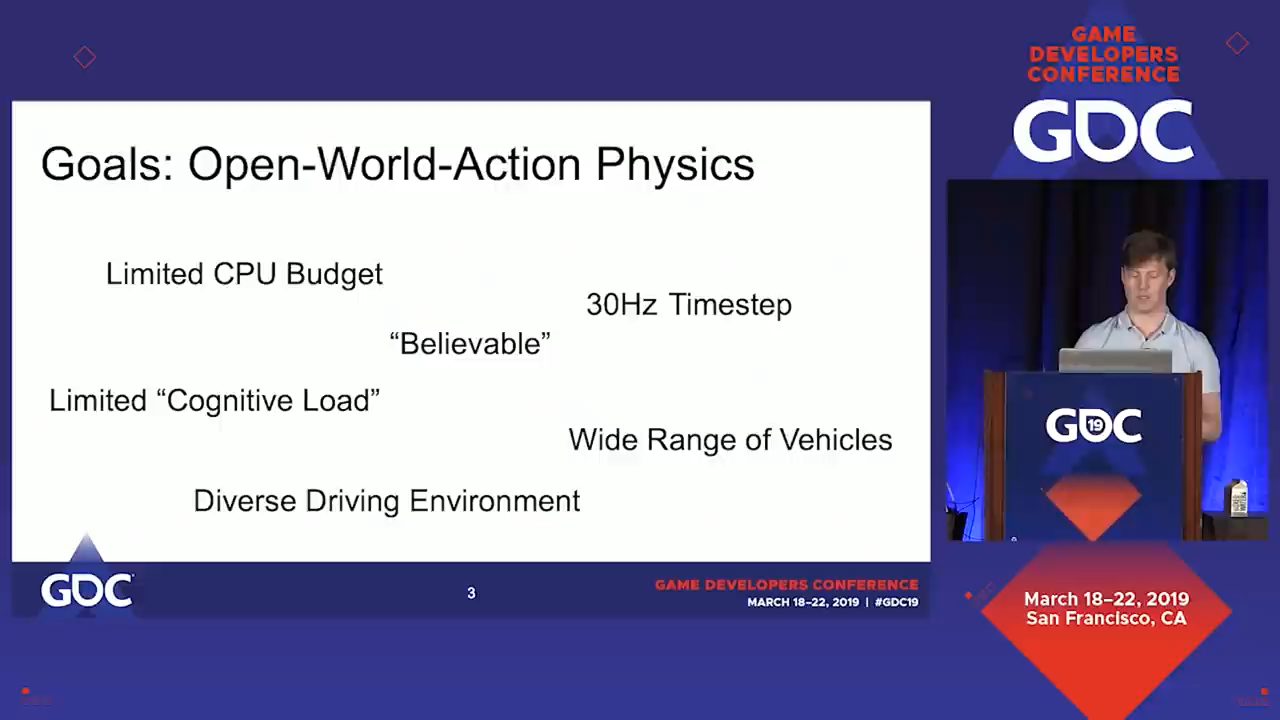 Goals: Open-World-Action Physics
Limited CPU Budget
30Hz Timestep
“Believable”
Limited “Cognitive Load”
Wide Range of Vehicles
Diverse Driving Environment
GDC
3
GAME DEVELOPERS CONFERENCE
MARCH 18–22, 2019 | #GDC19
GAME
DEVELOPERS
CONFERENCE
GDC
GDC
19
March 18–22, 2019
San Francisco, CA